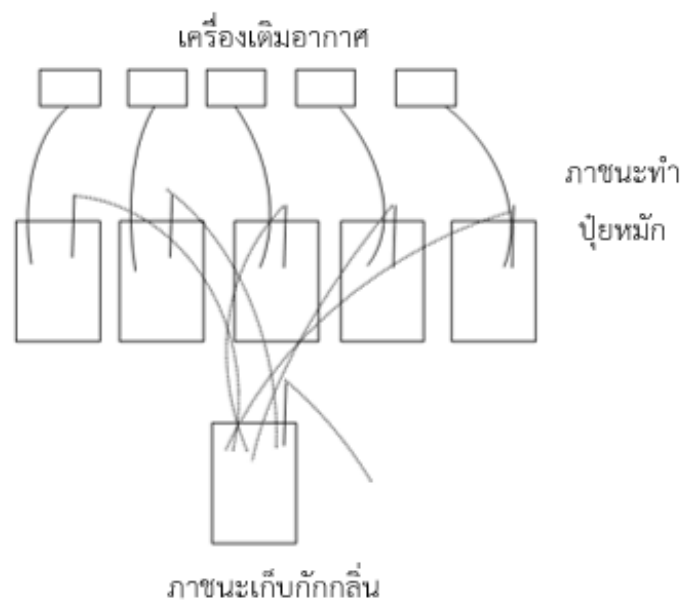 เครื่องเติมอากาศ
ภาชนะทำ
ปุ๋ยหมัก
ภาชนะเก็บกักกลิ่น